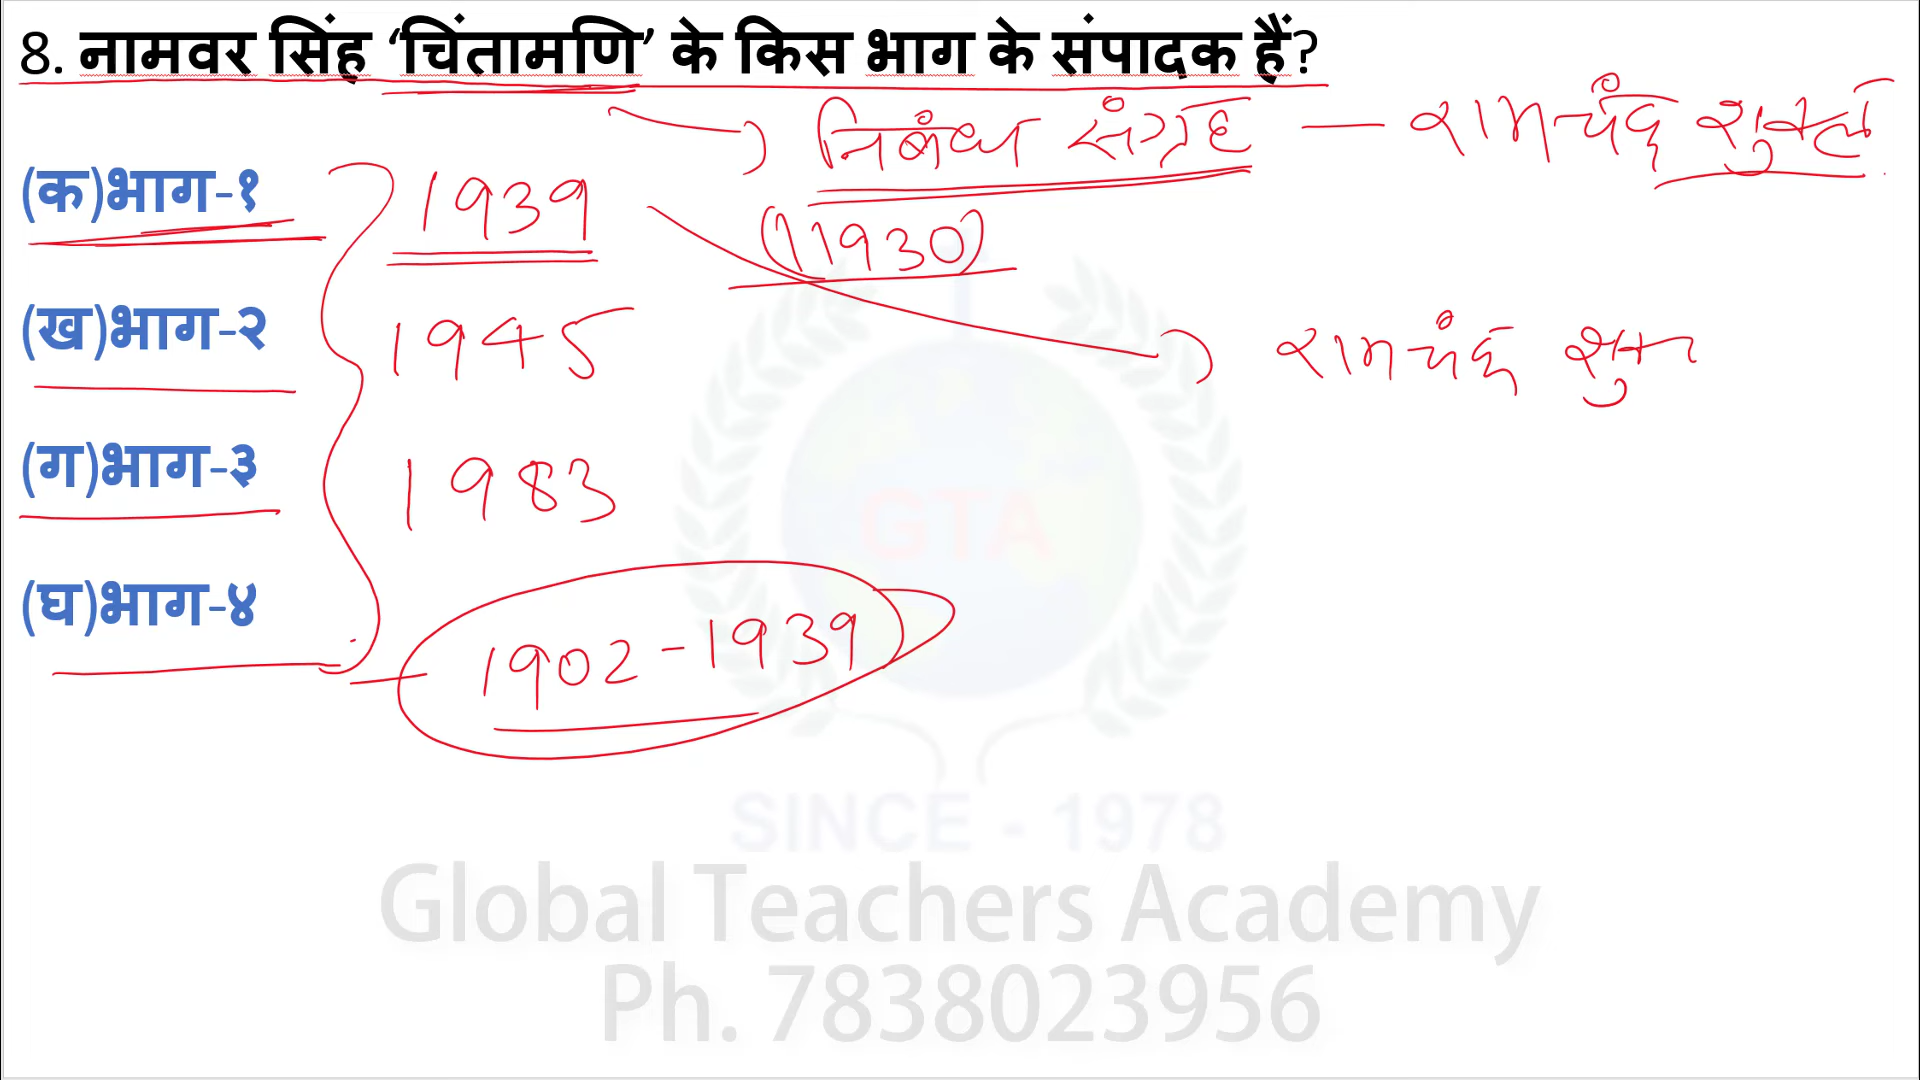 8. नामवर सिंह ‘चिंतामणि’ के किस भाग के संपादक हैं?
निबंध संग्रह — रामचंद्र शुक्ल
(क)भाग-१ 1939
(1930)
(ख)भाग-२ 1945
रामचंद्र शुक्ल
(ग)भाग-३ 1983
GTA
(घ)भाग-४ 1902-1939
SINCE - 1978
Global Teachers Academy
Ph. 7838023956